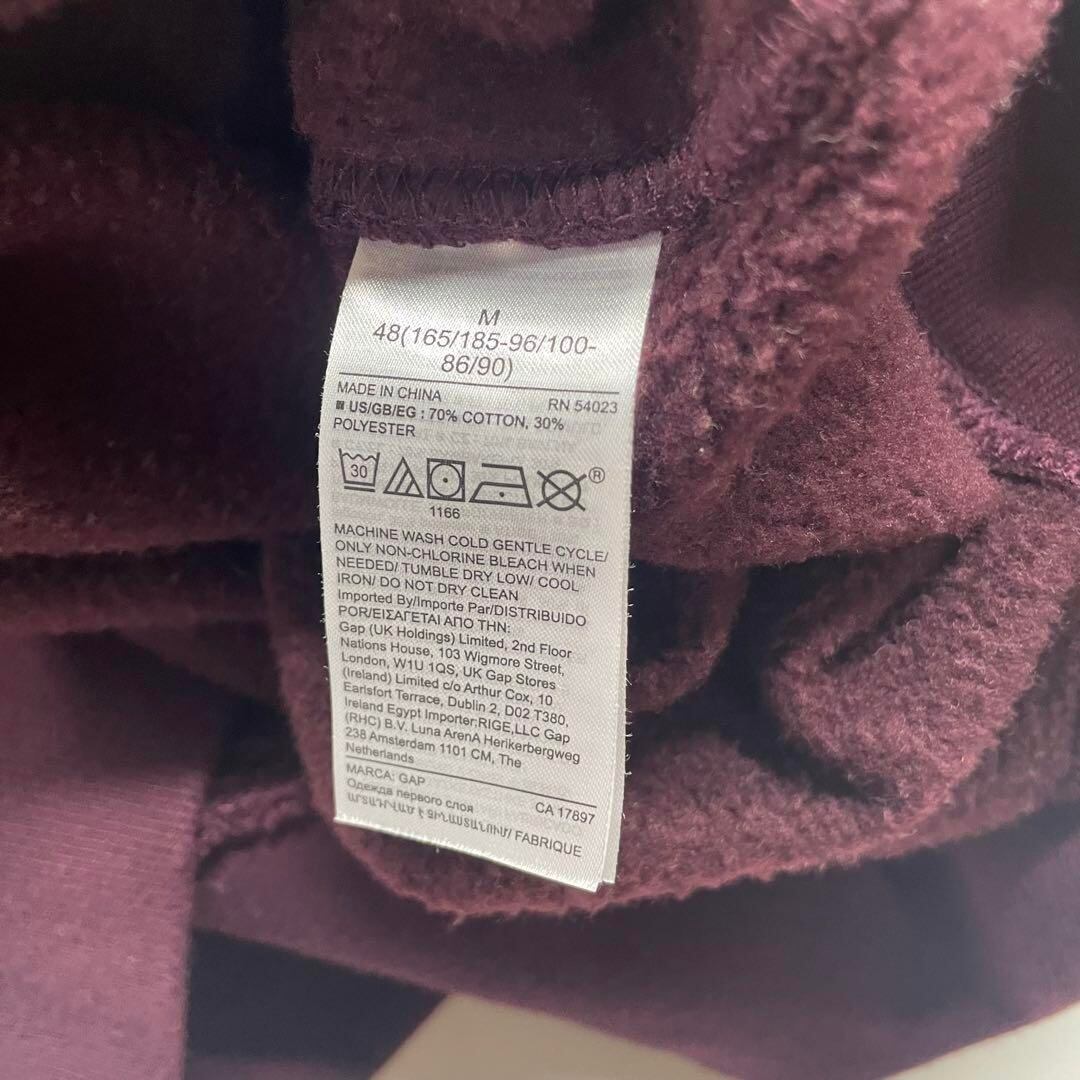 M
48(165/185-96/100-
86/90)
MADE IN CHINA RN 54023
US/GB/EG : 70% COTTON, 30%
POLYESTER
30 ®
1166
MACHINE WASH COLD GENTLE CYCLE/
ONLY NON-CHLORINE BLEACH WHEN
NEEDED/ TUMBLE DRY LOW/ COOL
IRON/ DO NOT DRY CLEAN
Imported By/Importe Par/DISTRIBUIDO
POR/ΕΙΣΑΓΕΤΑΙ ΑΠΟ ΤΗΝ:
Gap (UK Holdings) Limited, 2nd Floor
Nations House, 103 Wigmore Street,
London, W1U 1QS, UK Gap Stores
(Ireland) Limited c/o Arthur Cox, 10
Earlsfort Terrace, Dublin 2, D02 T380,
Ireland Egypt Importer:RIGE,LLC Gap
(RHC) B.V. Luna ArenA Herikerbergweg
238 Amsterdam 1101 CM, The
Netherlands
MARCA: GAP CA 17897
Одежда первого слоя
ԱՐՏԱԴՐՎԱԾ Է ՉԻՆԱՍՏԱՆՈՒՄ/ FABRIQUE